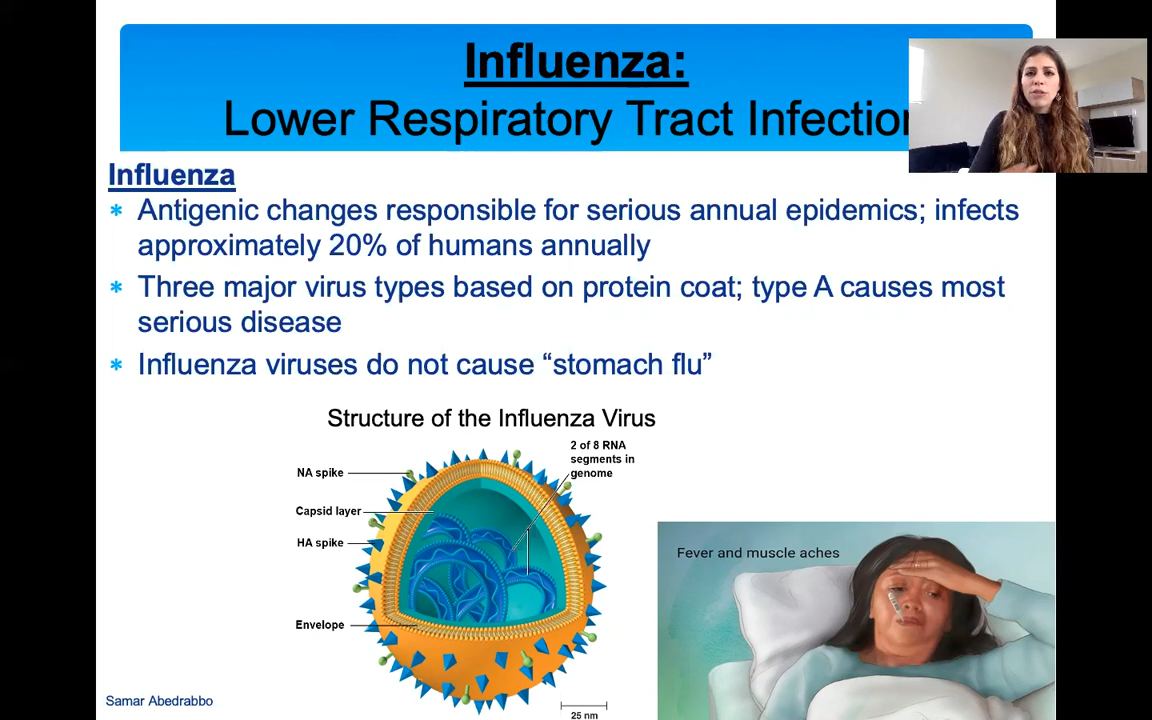 Influenza:
Lower Respiratory Tract Infection
Influenza
* Antigenic changes responsible for serious annual epidemics; infects
approximately 20% of humans annually
* Three major virus types based on protein coat; type A causes most
serious disease
* Influenza viruses do not cause “stomach flu”
Structure of the Influenza Virus
2 of 8 RNA
segments in
genome
NA spike
Capsid layer
HA spike
Envelope
25 nm
Fever and muscle aches
Samar Abedrabbo